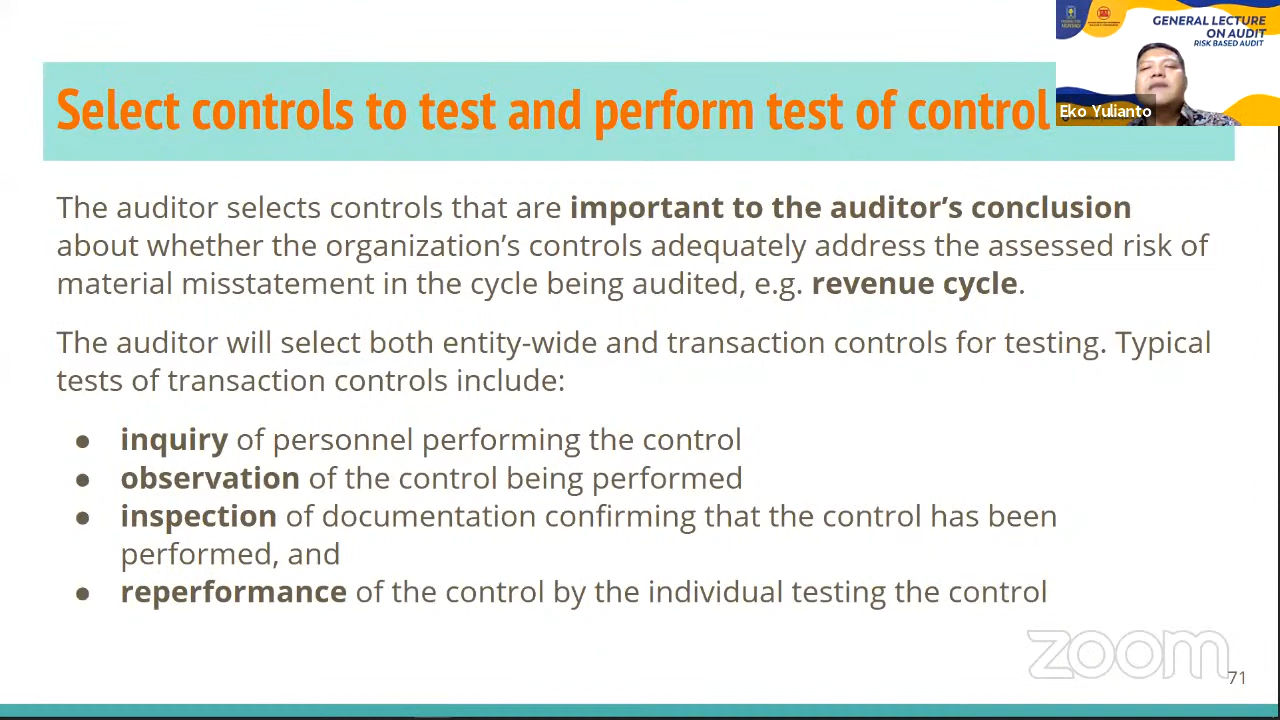 GENERAL LECTURE
ON AUDIT
RISK BASED AUDIT
Eko Yulianto
Select controls to test and perform test of control
The auditor selects controls that are important to the auditor’s conclusion
about whether the organization’s controls adequately address the assessed risk of
material misstatement in the cycle being audited, e.g. revenue cycle.
The auditor will select both entity-wide and transaction controls for testing. Typical
tests of transaction controls include:
● inquiry of personnel performing the control
● observation of the control being performed
● inspection of documentation confirming that the control has been
performed, and
● reperformance of the control by the individual testing the control
zoom
71